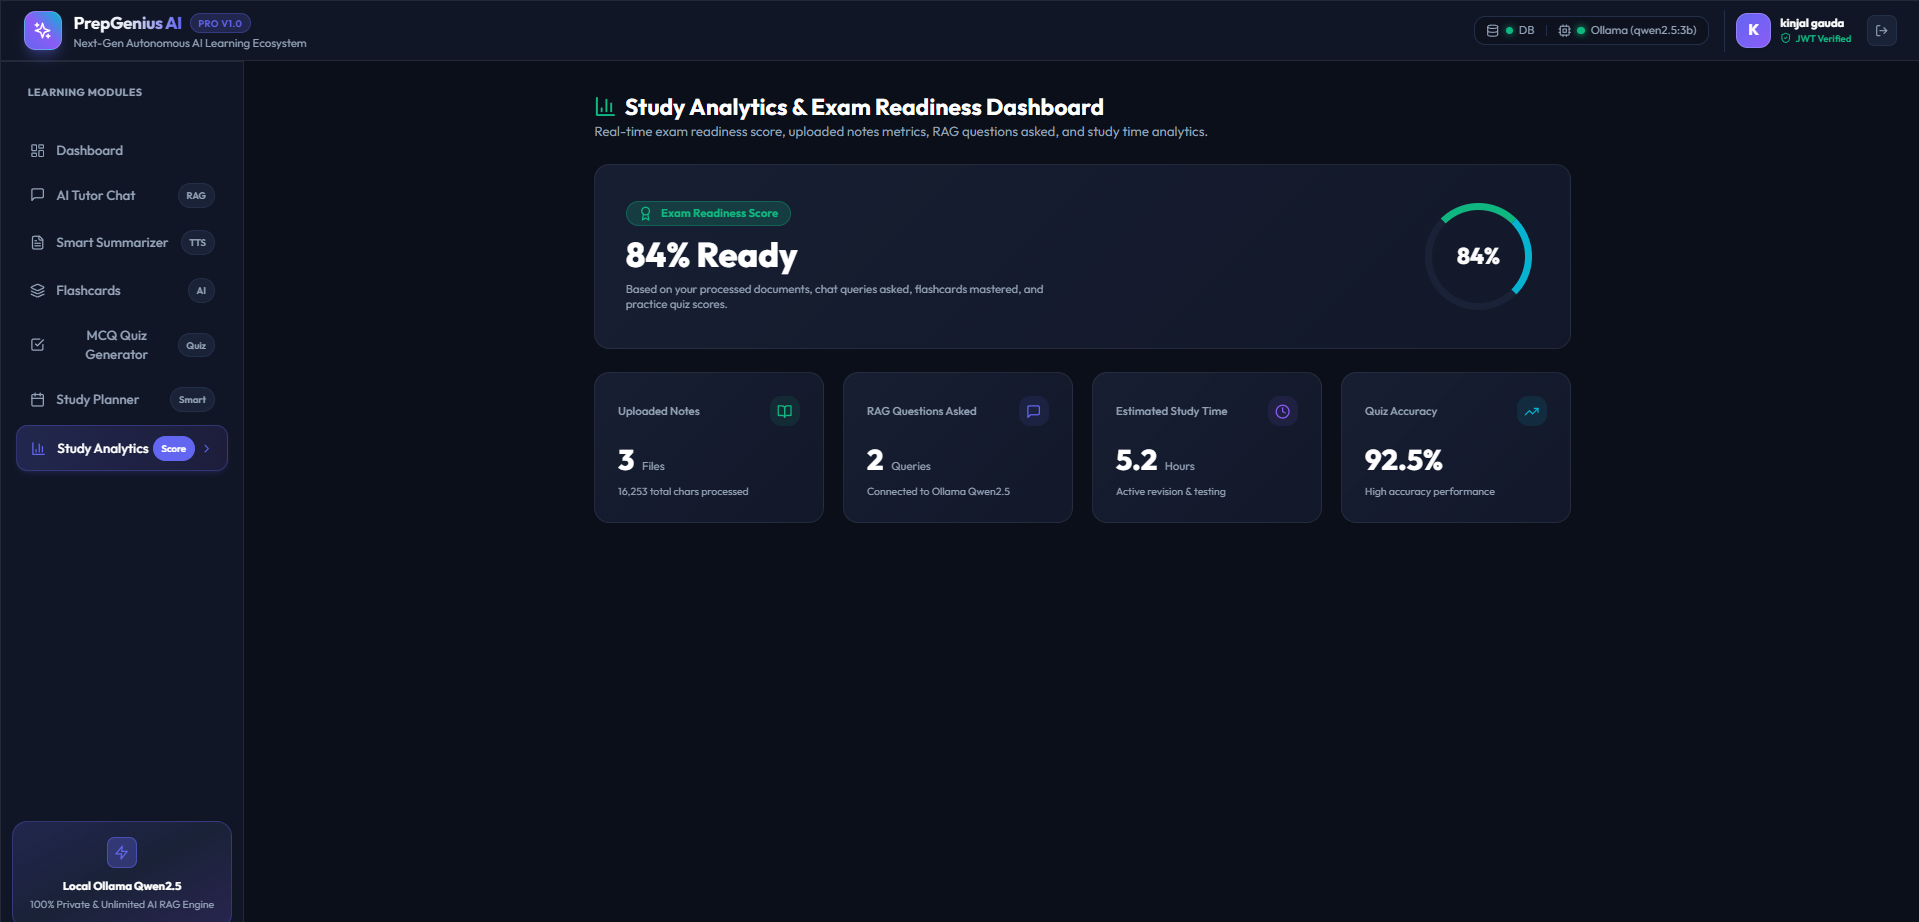 PrepGenius AI PRO V1.0
Next-Gen Autonomous AI Learning Ecosystem
DB Ollama (qwen2.5:3b)
K
kinjal gauda
JWT Verified
LEARNING MODULES
Dashboard
AI Tutor Chat RAG
Smart Summarizer TTS
Flashcards AI
MCQ Quiz
Generator Quiz
Study Planner Smart
Study Analytics Score
Local Ollama Qwen2.5
100% Private & Unlimited AI RAG Engine
Study Analytics & Exam Readiness Dashboard
Real-time exam readiness score, uploaded notes metrics, RAG questions asked, and study time analytics.
Exam Readiness Score
84% Ready
Based on your processed documents, chat queries asked, flashcards mastered, and
practice quiz scores.
84%
Uploaded Notes
3 Files
16,253 total chars processed
RAG Questions Asked
2 Queries
Connected to Ollama Qwen2.5
Estimated Study Time
5.2 Hours
Active revision & testing
Quiz Accuracy
92.5%
High accuracy performance